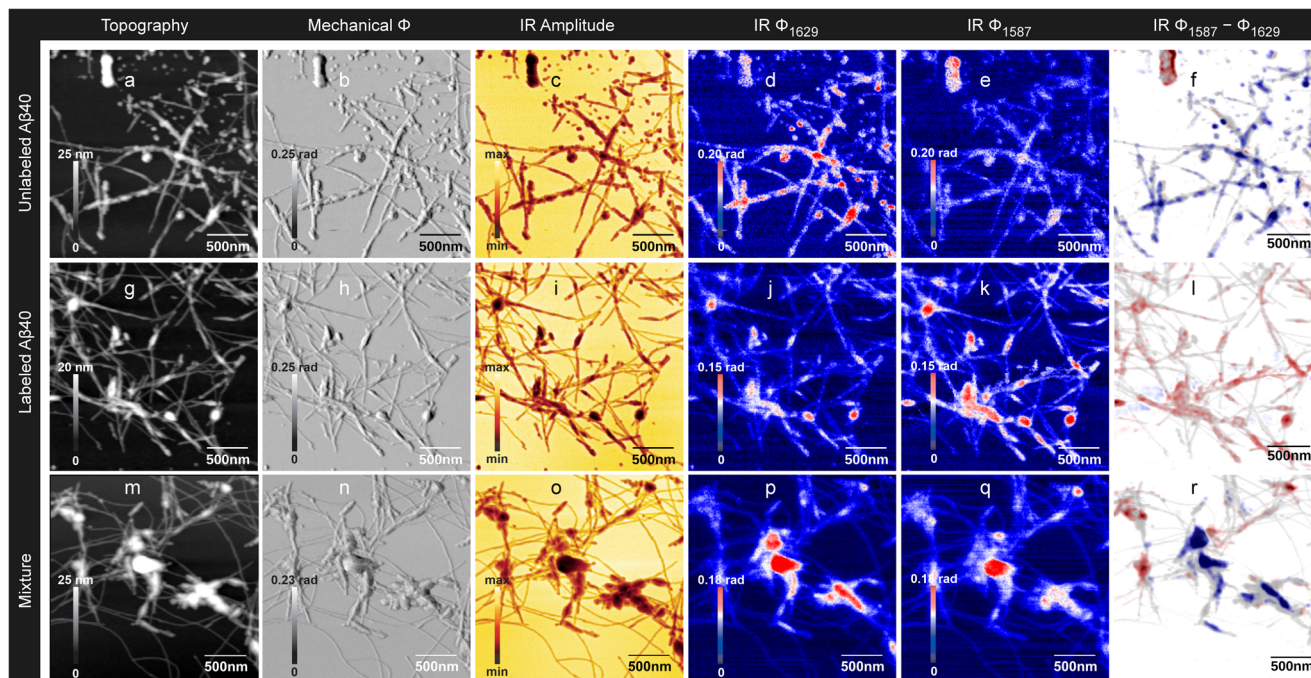 Topography Mechanical Φ IR Amplitude IR Φ₁₆₂₉ IR Φ₁₅₈₇ IR Φ₁₅₈₇ − Φ₁₆₂₉
Unlabeled Aβ40
a b c d e f
25 nm 0.25 rad max 0.20 rad 0.20 rad
0 0 min 0 0
500nm 500nm 500nm 500nm 500nm 500nm
Labeled Aβ40
g h i j k l
20 nm 0.25 rad max 0.15 rad 0.15 rad
0 0 min 0 0
500nm 500nm 500nm 500nm 500nm 500nm
Mixture
m n o p q r
25 nm 0.23 rad max 0.18 rad 0.18 rad
0 0 min 0 0
500nm 500nm 500nm 500nm 500nm 500nm